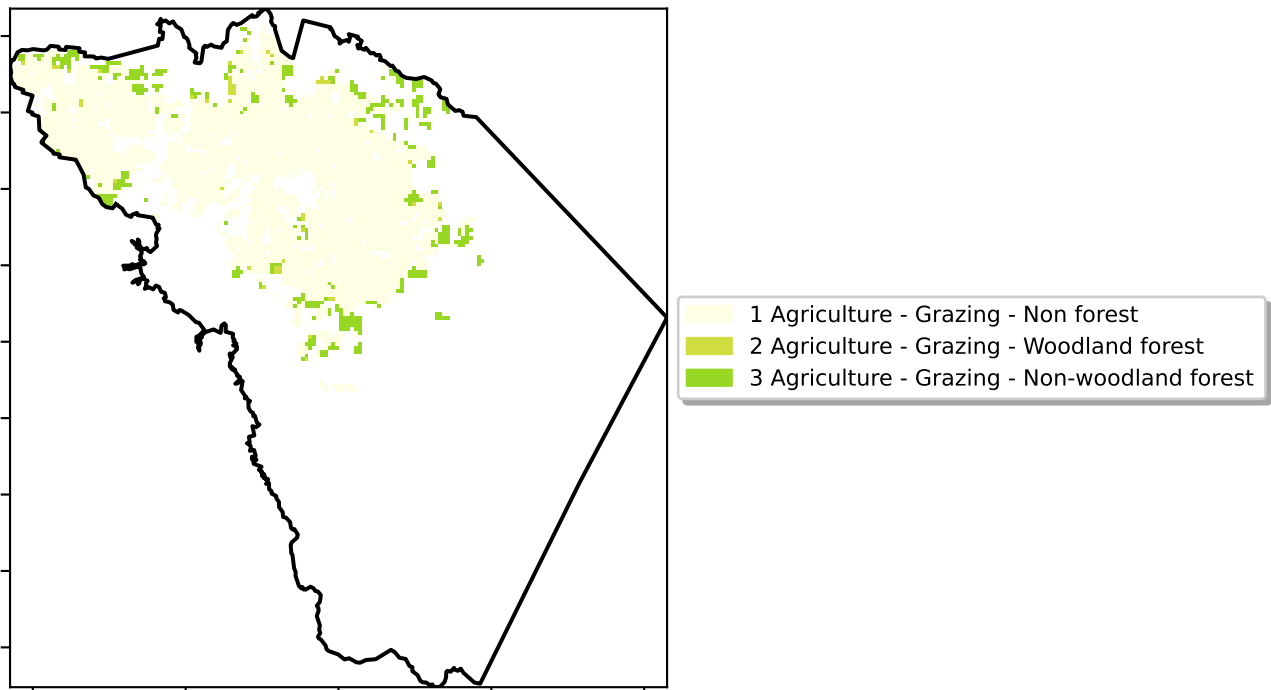 1 Agriculture - Grazing - Non forest
2 Agriculture - Grazing - Woodland forest
3 Agriculture - Grazing - Non-woodland forest